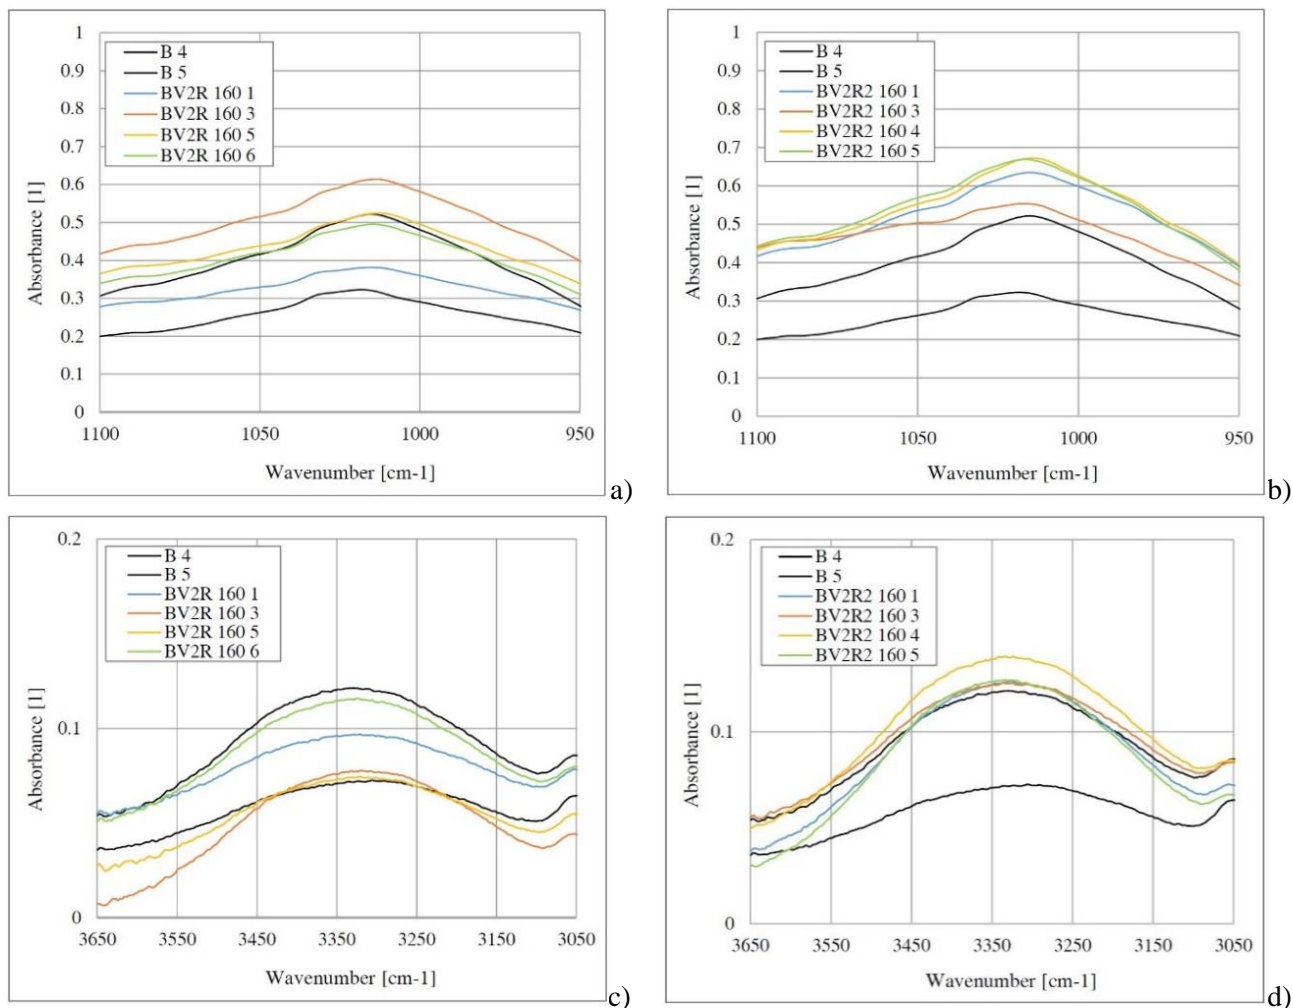 1
0.9
0.8
0.7
0.6
0.5
0.4
0.3
0.2
0.1
0
Absorbance [1]
B 4
B 5
BV2R 160 1
BV2R 160 3
BV2R 160 5
BV2R 160 6
1100 1050 1000 950
Wavenumber [cm-1]
a)
1
0.9
0.8
0.7
0.6
0.5
0.4
0.3
0.2
0.1
0
Absorbance [1]
B 4
B 5
BV2R2 160 1
BV2R2 160 3
BV2R2 160 4
BV2R2 160 5
1100 1050 1000 950
Wavenumber [cm-1]
b)
0.2
0.1
0
Absorbance [1]
B 4
B 5
BV2R 160 1
BV2R 160 3
BV2R 160 5
BV2R 160 6
3650 3550 3450 3350 3250 3150 3050
Wavenumber [cm-1]
c)
0.2
0.1
0
Absorbance [1]
B 4
B 5
BV2R2 160 1
BV2R2 160 3
BV2R2 160 4
BV2R2 160 5
3650 3550 3450 3350 3250 3150 3050
Wavenumber [cm-1]
d)